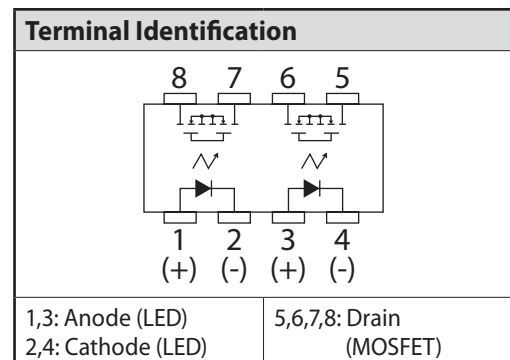 Terminal Identification
8 7 6 5
1 2 3 4
(+) (-) (+) (-)
1,3: Anode (LED)
2,4: Cathode (LED)
5,6,7,8: Drain
(MOSFET)